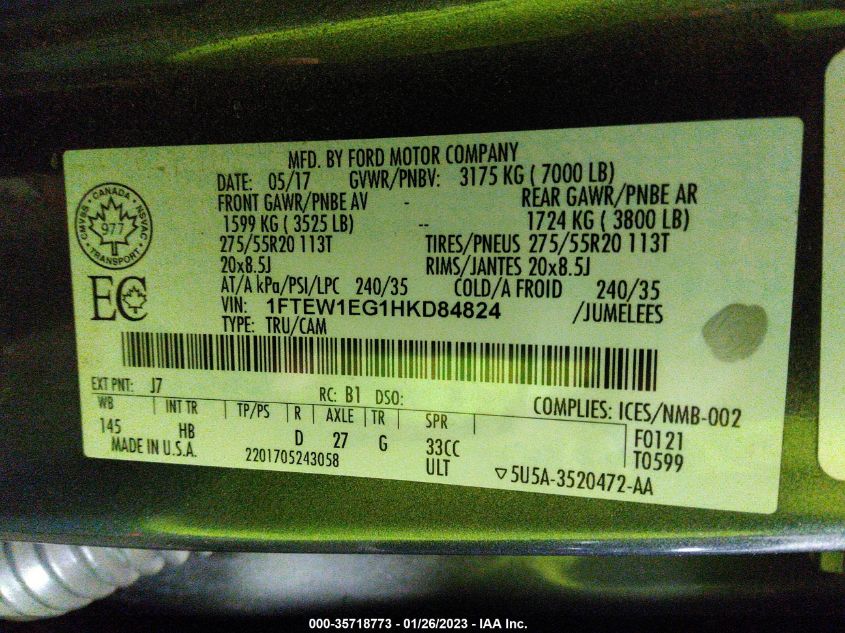 MFD. BY FORD MOTOR COMPANY
DATE: 05/17 GVWR/PNBV: 3175 KG ( 7000 LB)
FRONT GAWR/PNBE AV - REAR GAWR/PNBE AR
1599 KG ( 3525 LB) -- 1724 KG ( 3800 LB)
275/55R20 113T TIRES/PNEUS 275/55R20 113T
20x8.5J RIMS/JANTES 20x8.5J
AT/A kPa/PSI/LPC 240/35 COLD/A FROID 240/35
VIN: 1FTEW1EG1HKD84824 /JUMELEES
TYPE: TRU/CAM
CANADA
CMVSS NSVAC
977
TRANSPORT
EC
EXT PNT: J7 RC: B1 DSO:
COMPLIES: ICES/NMB-002
WB INT TR TP/PS R AXLE TR SPR
145 HB D 27 G 33CC F0121
MADE IN U.S.A. ULT T0599
2201705243058 5U5A-3520472-AA
000-35718773 - 01/26/2023 - IAA Inc.